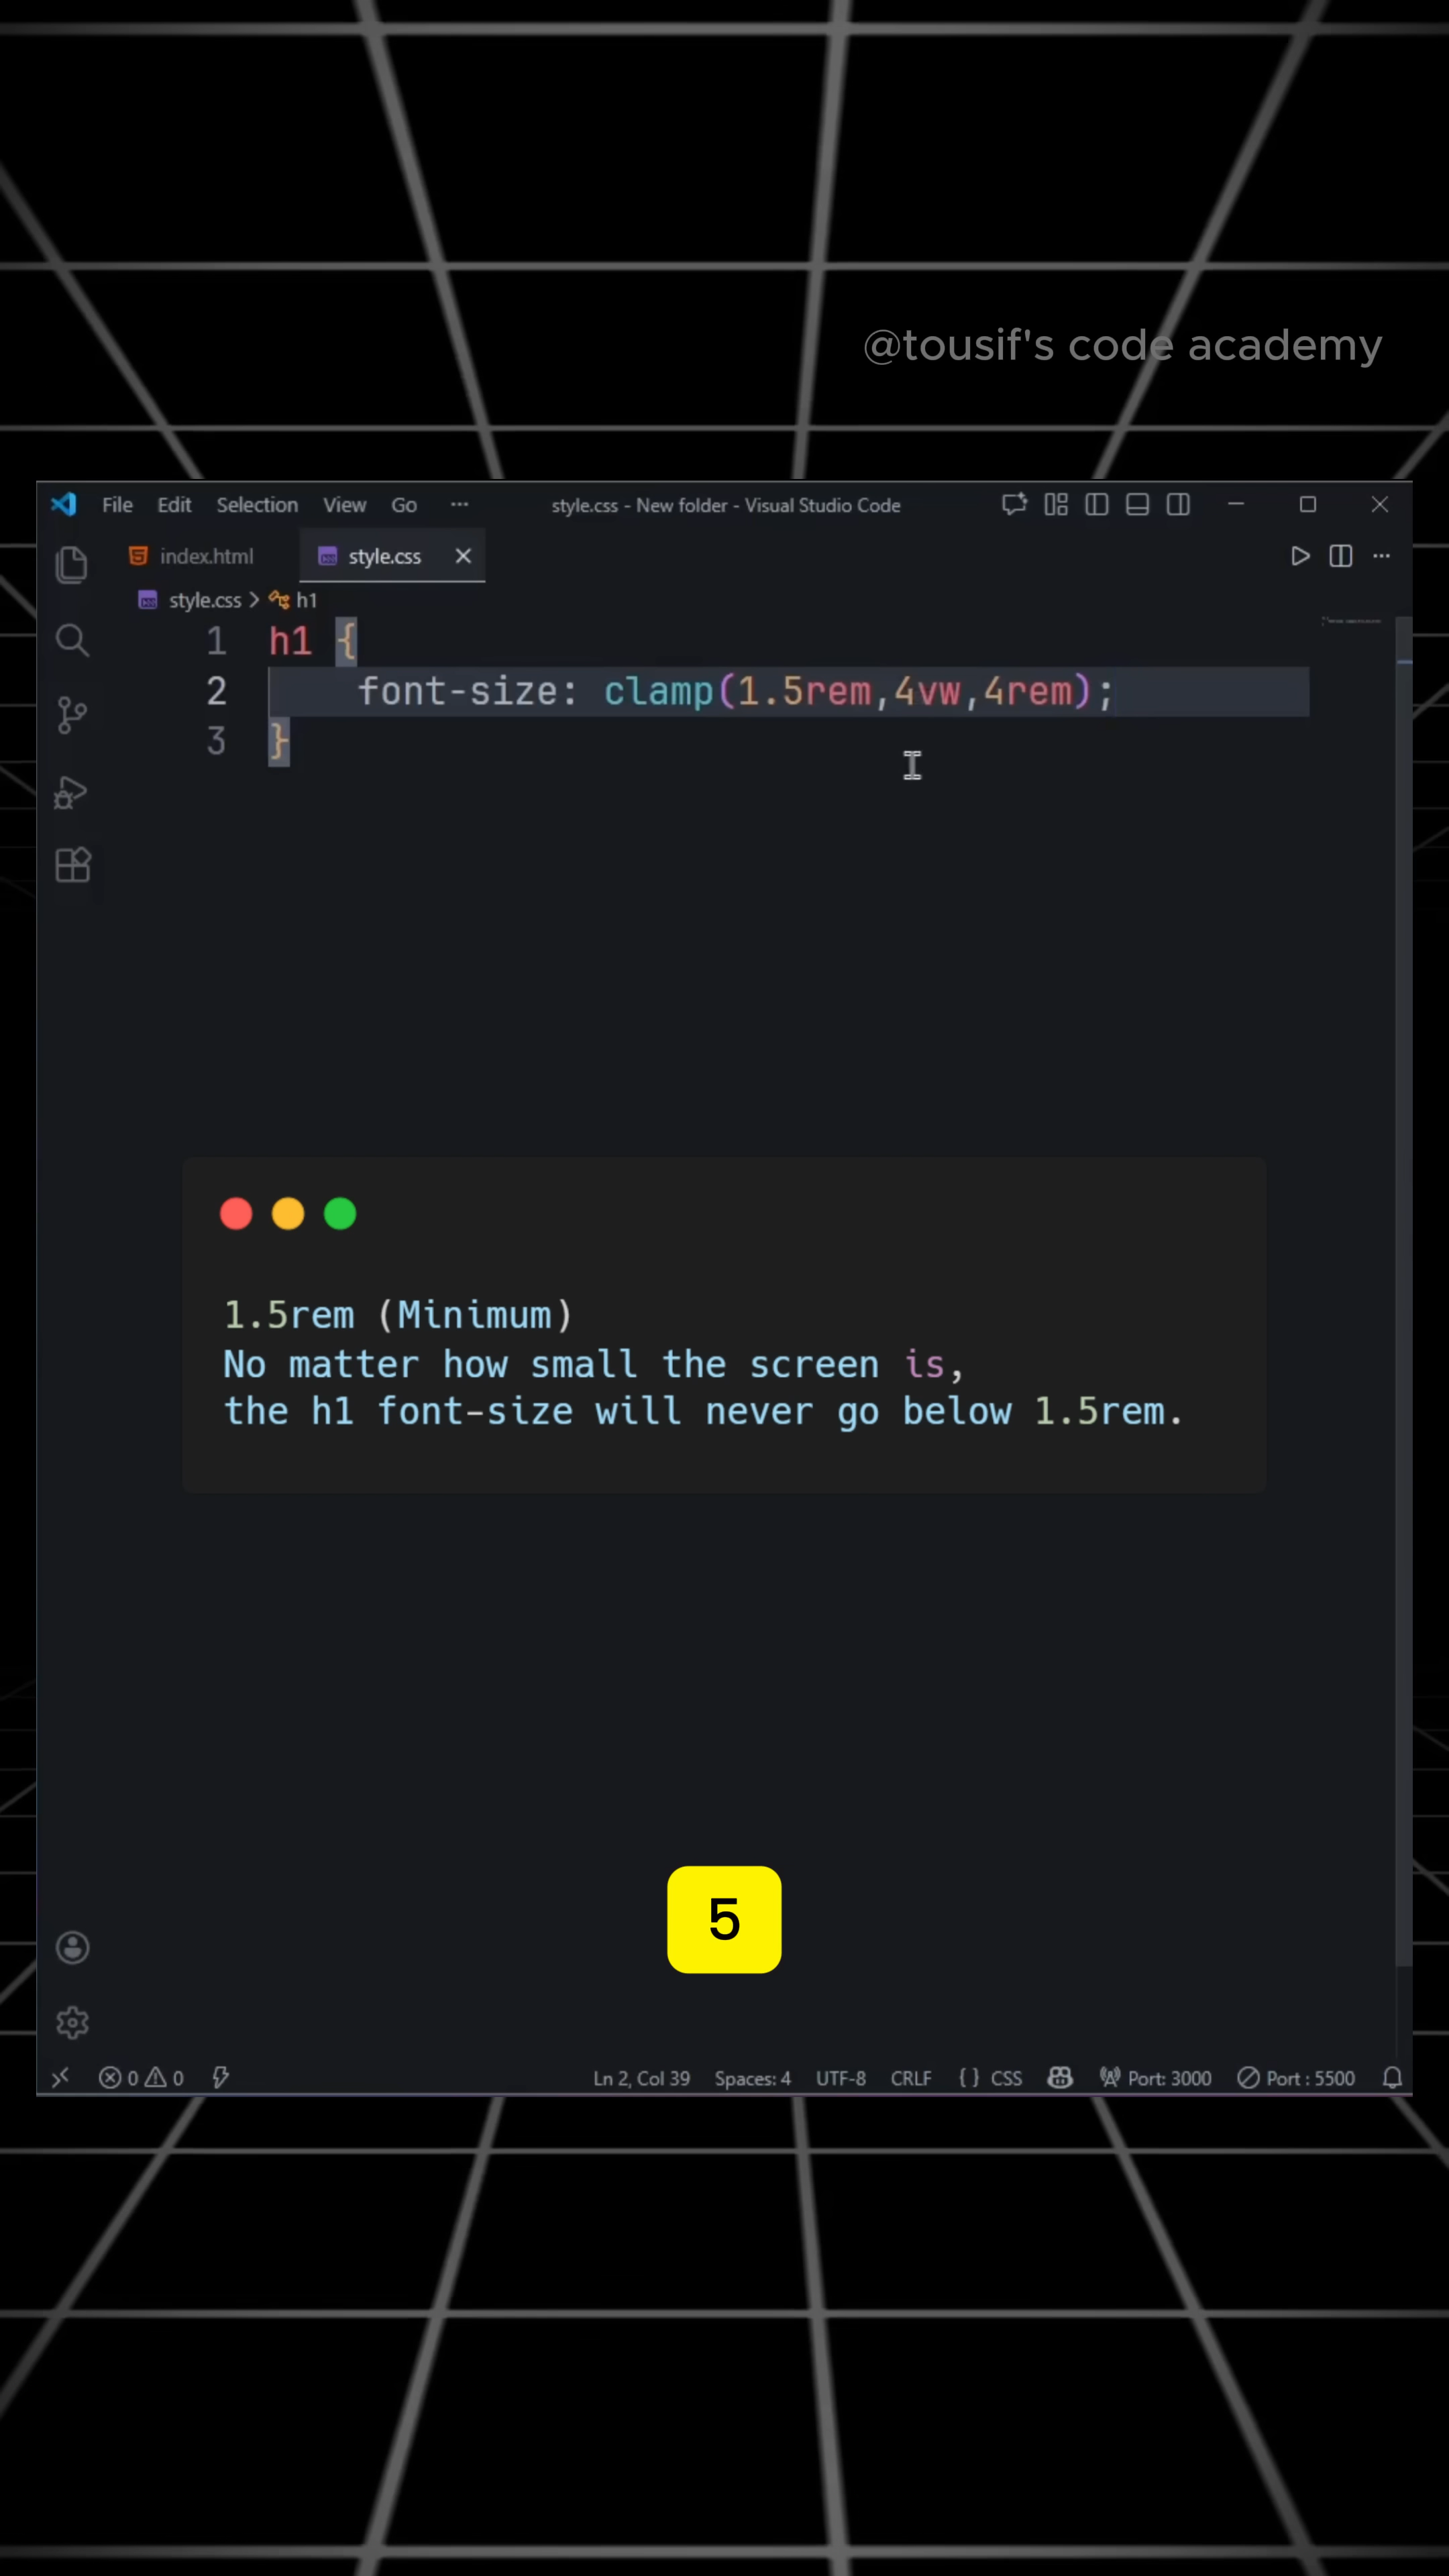 @tousif's code academy
File Edit Selection View Go ··· style.css - New folder - Visual Studio Code
index.html style.css
style.css > h1
1 h1 {
2 font-size: clamp(1.5rem,4vw,4rem);
3 }
1.5rem (Minimum)
No matter how small the screen is,
the h1 font-size will never go below 1.5rem.
5
0 0 Ln 2, Col 39 Spaces: 4 UTF-8 CRLF { } CSS Port: 3000 Port : 5500